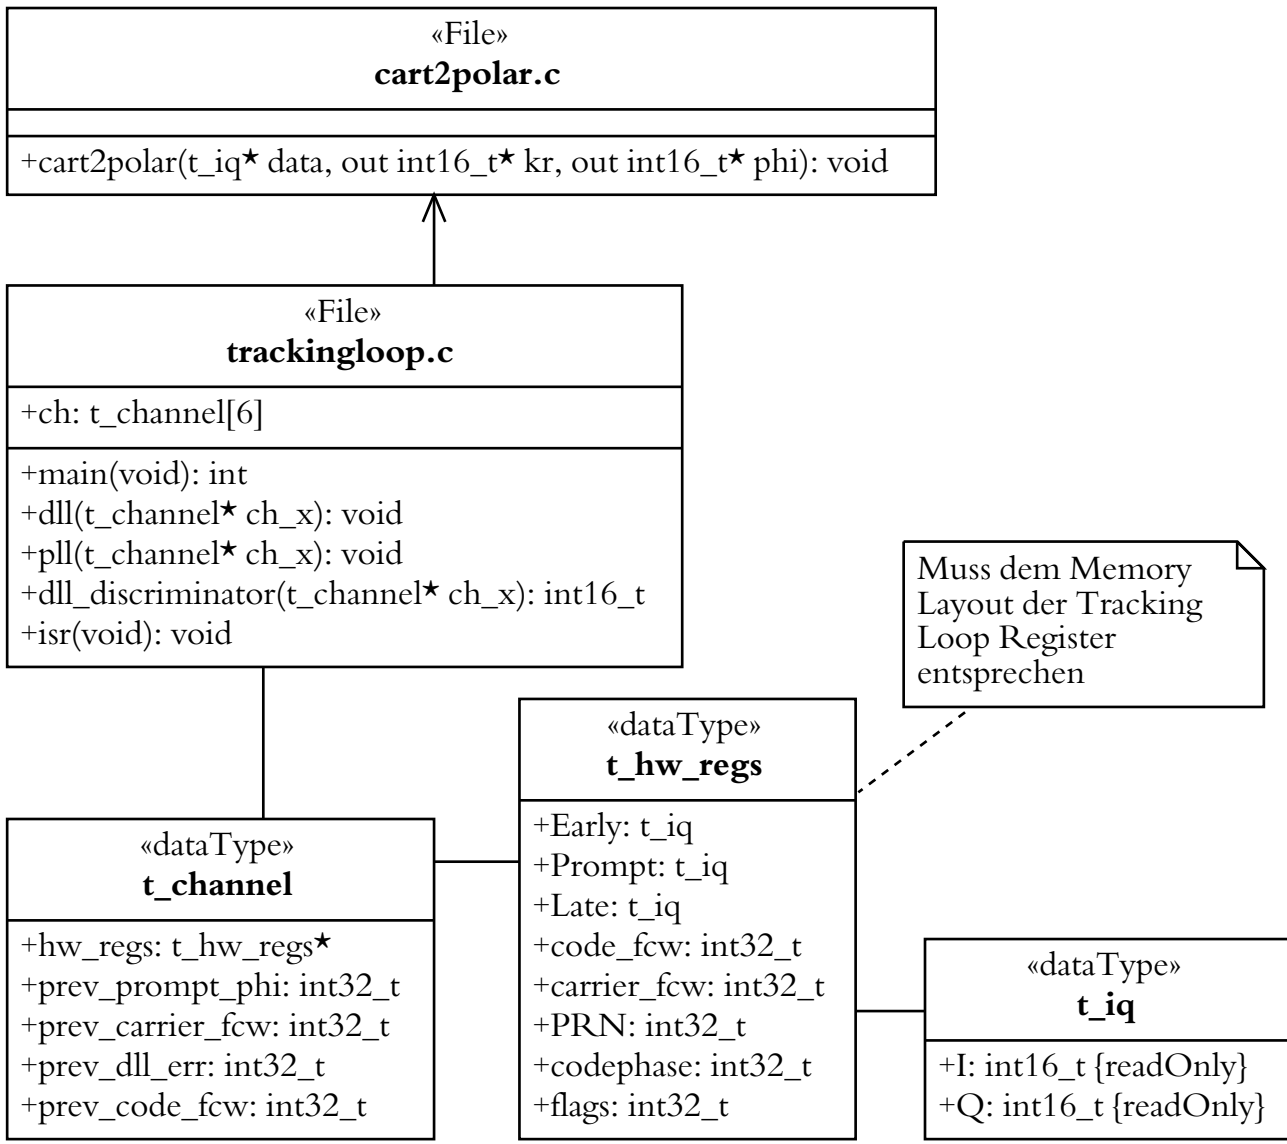 «File»
cart2polar.c
+cart2polar(t_iq★ data, out int16_t★ kr, out int16_t★ phi): void
«File»
trackingloop.c
+ch: t_channel[6]
+main(void): int
+dll(t_channel★ ch_x): void
+pll(t_channel★ ch_x): void
+dll_discriminator(t_channel★ ch_x): int16_t
+isr(void): void
Muss dem Memory
Layout der Tracking
Loop Register
entsprechen
«dataType»
t_channel
+hw_regs: t_hw_regs★
+prev_prompt_phi: int32_t
+prev_carrier_fcw: int32_t
+prev_dll_err: int32_t
+prev_code_fcw: int32_t
«dataType»
t_hw_regs
+Early: t_iq
+Prompt: t_iq
+Late: t_iq
+code_fcw: int32_t
+carrier_fcw: int32_t
+PRN: int32_t
+codephase: int32_t
+flags: int32_t
«dataType»
t_iq
+I: int16_t {readOnly}
+Q: int16_t {readOnly}